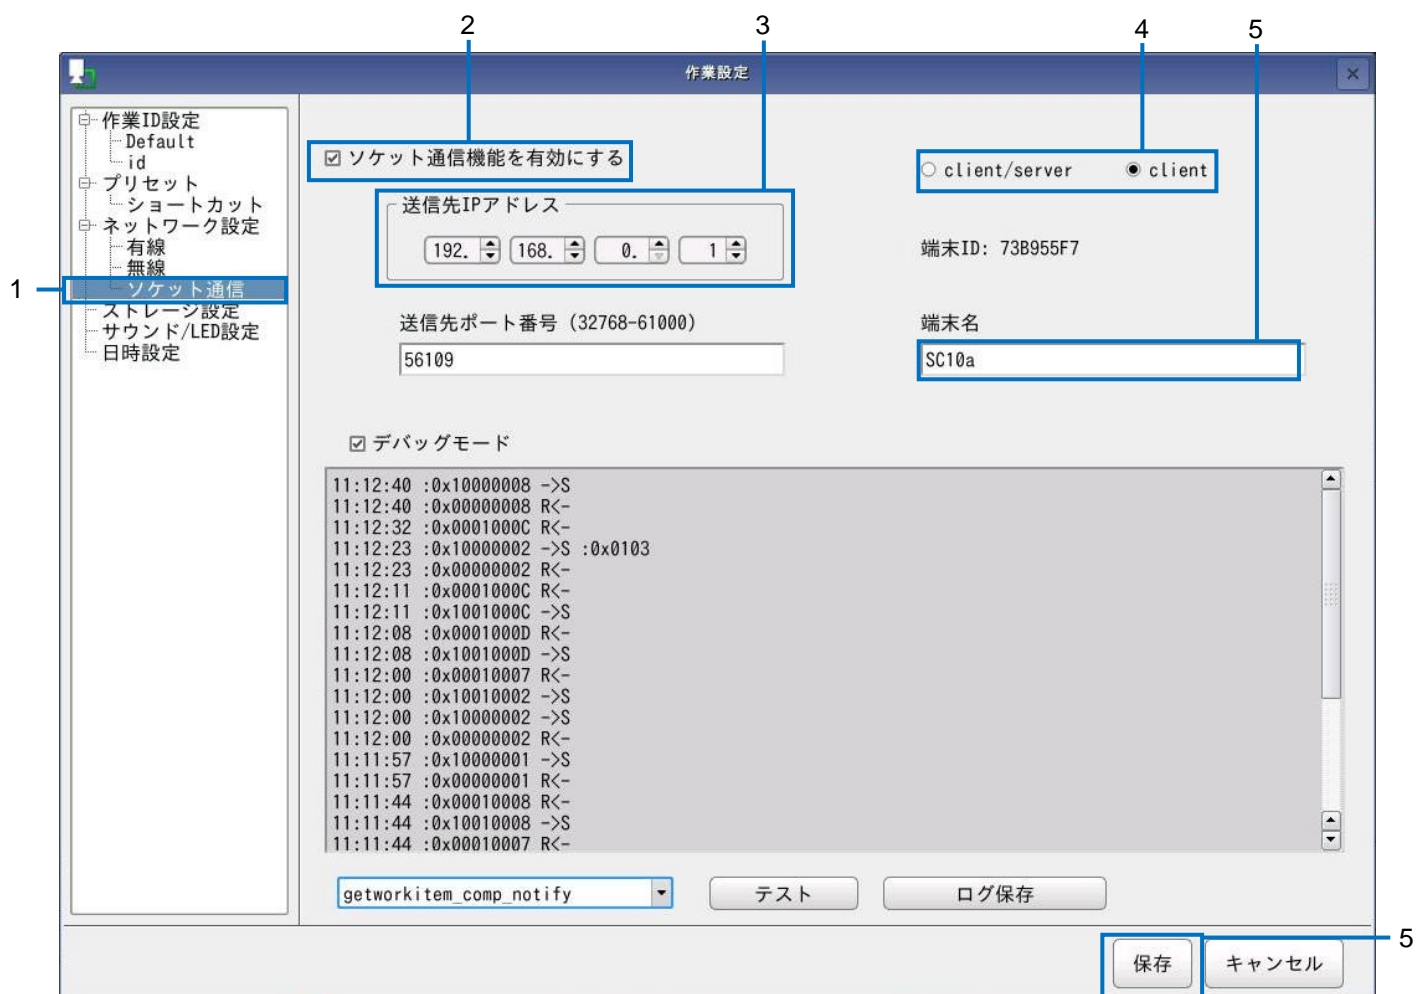 2
3
4
5
作業設定
作業ID設定
Default
id
プリセット
ショートカット
ネットワーク設定
有線
無線
1
ソケット通信
ストレージ設定
サウンド/LED設定
日時設定
ソケット通信機能を有効にする
client/server
client
送信先IPアドレス
192. 168. 0. 1
端末ID: 73B955F7
送信先ポート番号 (32768-61000)
端末名
56109
SC10a
デバッグモード
11:12:40 :0x10000008 ->S
11:12:40 :0x00000008 R<-
11:12:32 :0x0001000C R<-
11:12:23 :0x10000002 ->S :0x0103
11:12:23 :0x00000002 R<-
11:12:11 :0x0001000C R<-
11:12:11 :0x1001000C ->S
11:12:08 :0x0001000D R<-
11:12:08 :0x1001000D ->S
11:12:00 :0x00010007 R<-
11:12:00 :0x10010002 ->S
11:12:00 :0x10000002 ->S
11:12:00 :0x00000002 R<-
11:11:57 :0x10000001 ->S
11:11:57 :0x00000001 R<-
11:11:44 :0x00010008 R<-
11:11:44 :0x10010008 ->S
11:11:44 :0x00010007 R<-
getworkitem_comp_notify
テスト
ログ保存
保存
キャンセル
5